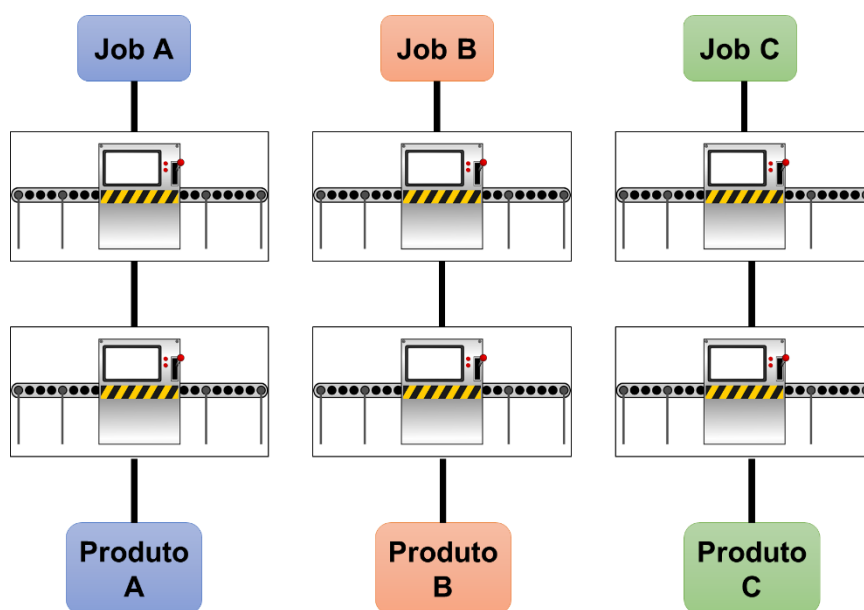 Job A
Job B
Job C
Produto
A
Produto
B
Produto
C